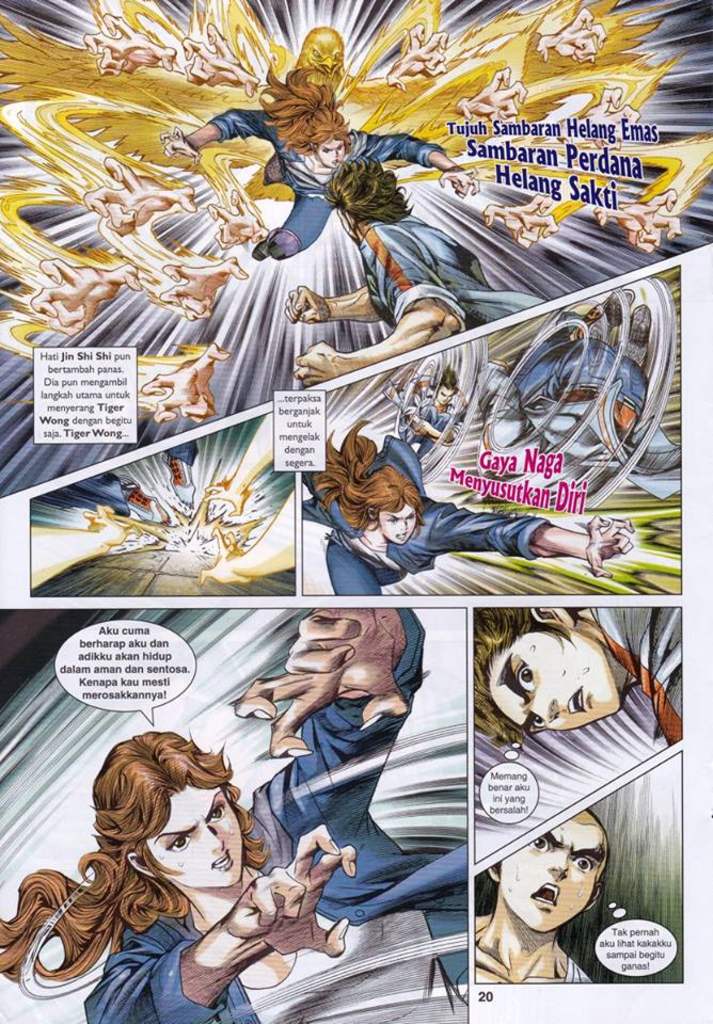 Tujuh Sambaran Helang Emas
Sambaran Perdana
Helang Sakti
Hati Jin Shi Shi pun
bertambah panas.
Dia pun mengambil
langkah utama untuk
menyerang Tiger
Wong dengan begitu
saja. Tiger Wong...
...terpaksa
berganjak
untuk
mengelak
dengan
segera.
Gaya Naga
Menyusutkan Diri
Aku cuma
berharap aku dan
adikku akan hidup
dalam aman dan sentosa.
Kenapa kau mesti
merosakkannya!
Memang
benar aku
ini yang
bersalah!
Tak pernah
aku lihat kakakku
sampai begitu
ganas!
20